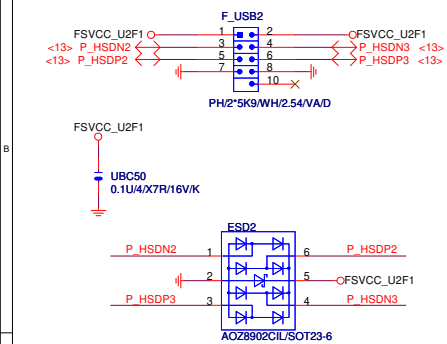 F_USB2
FSVCC_U2F1 1 2 FSVCC_U2F1
<13> P_HSDN2 3 4 P_HSDN3 <13>
<13> P_HSDP2 5 6 P_HSDP3 <13>
7 8
10
PH/2*5K9/WH/2.54/VA/D
FSVCC_U2F1
B
UBC50
0.1U/4/X7R/16V/K
ESD2
P_HSDN2 1 6 P_HSDP2
2 5 FSVCC_U2F1
P_HSDP3 3 4 P_HSDN3
AOZ8902CIL/SOT23-6